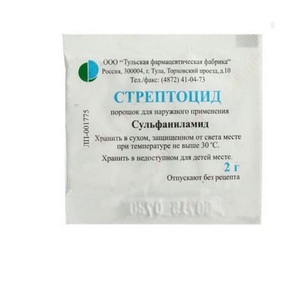 ООО "Тульская фармацевтическая фабрика"
Россия, 300004, г. Тула, Торховский проезд, д.10
Тел./факс: (4872) 41-04-73
СТРЕПТОЦИД
порошок для наружного применения
Сульфаниламид
Хранить в сухом, защищенном от света месте
при температуре не выше 30 °C.
Хранить в недоступном для детей месте.
2 г
Отпускают без рецепта
ЛП-001775